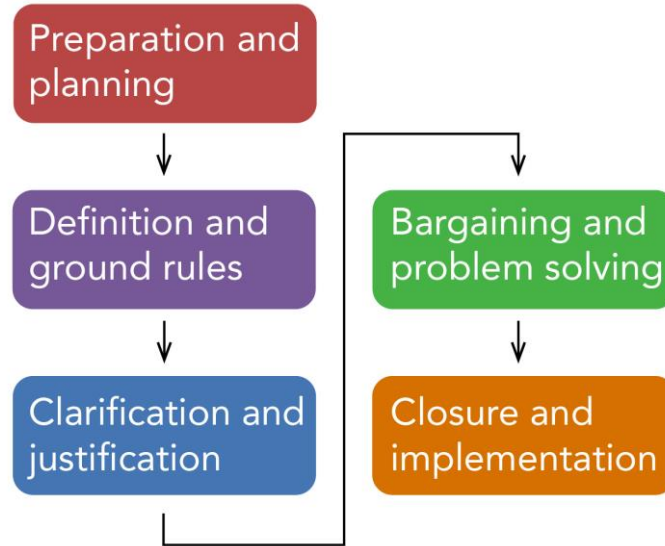 Preparation and
planning
Definition and
ground rules
Clarification and
justification
Bargaining and
problem solving
Closure and
implementation